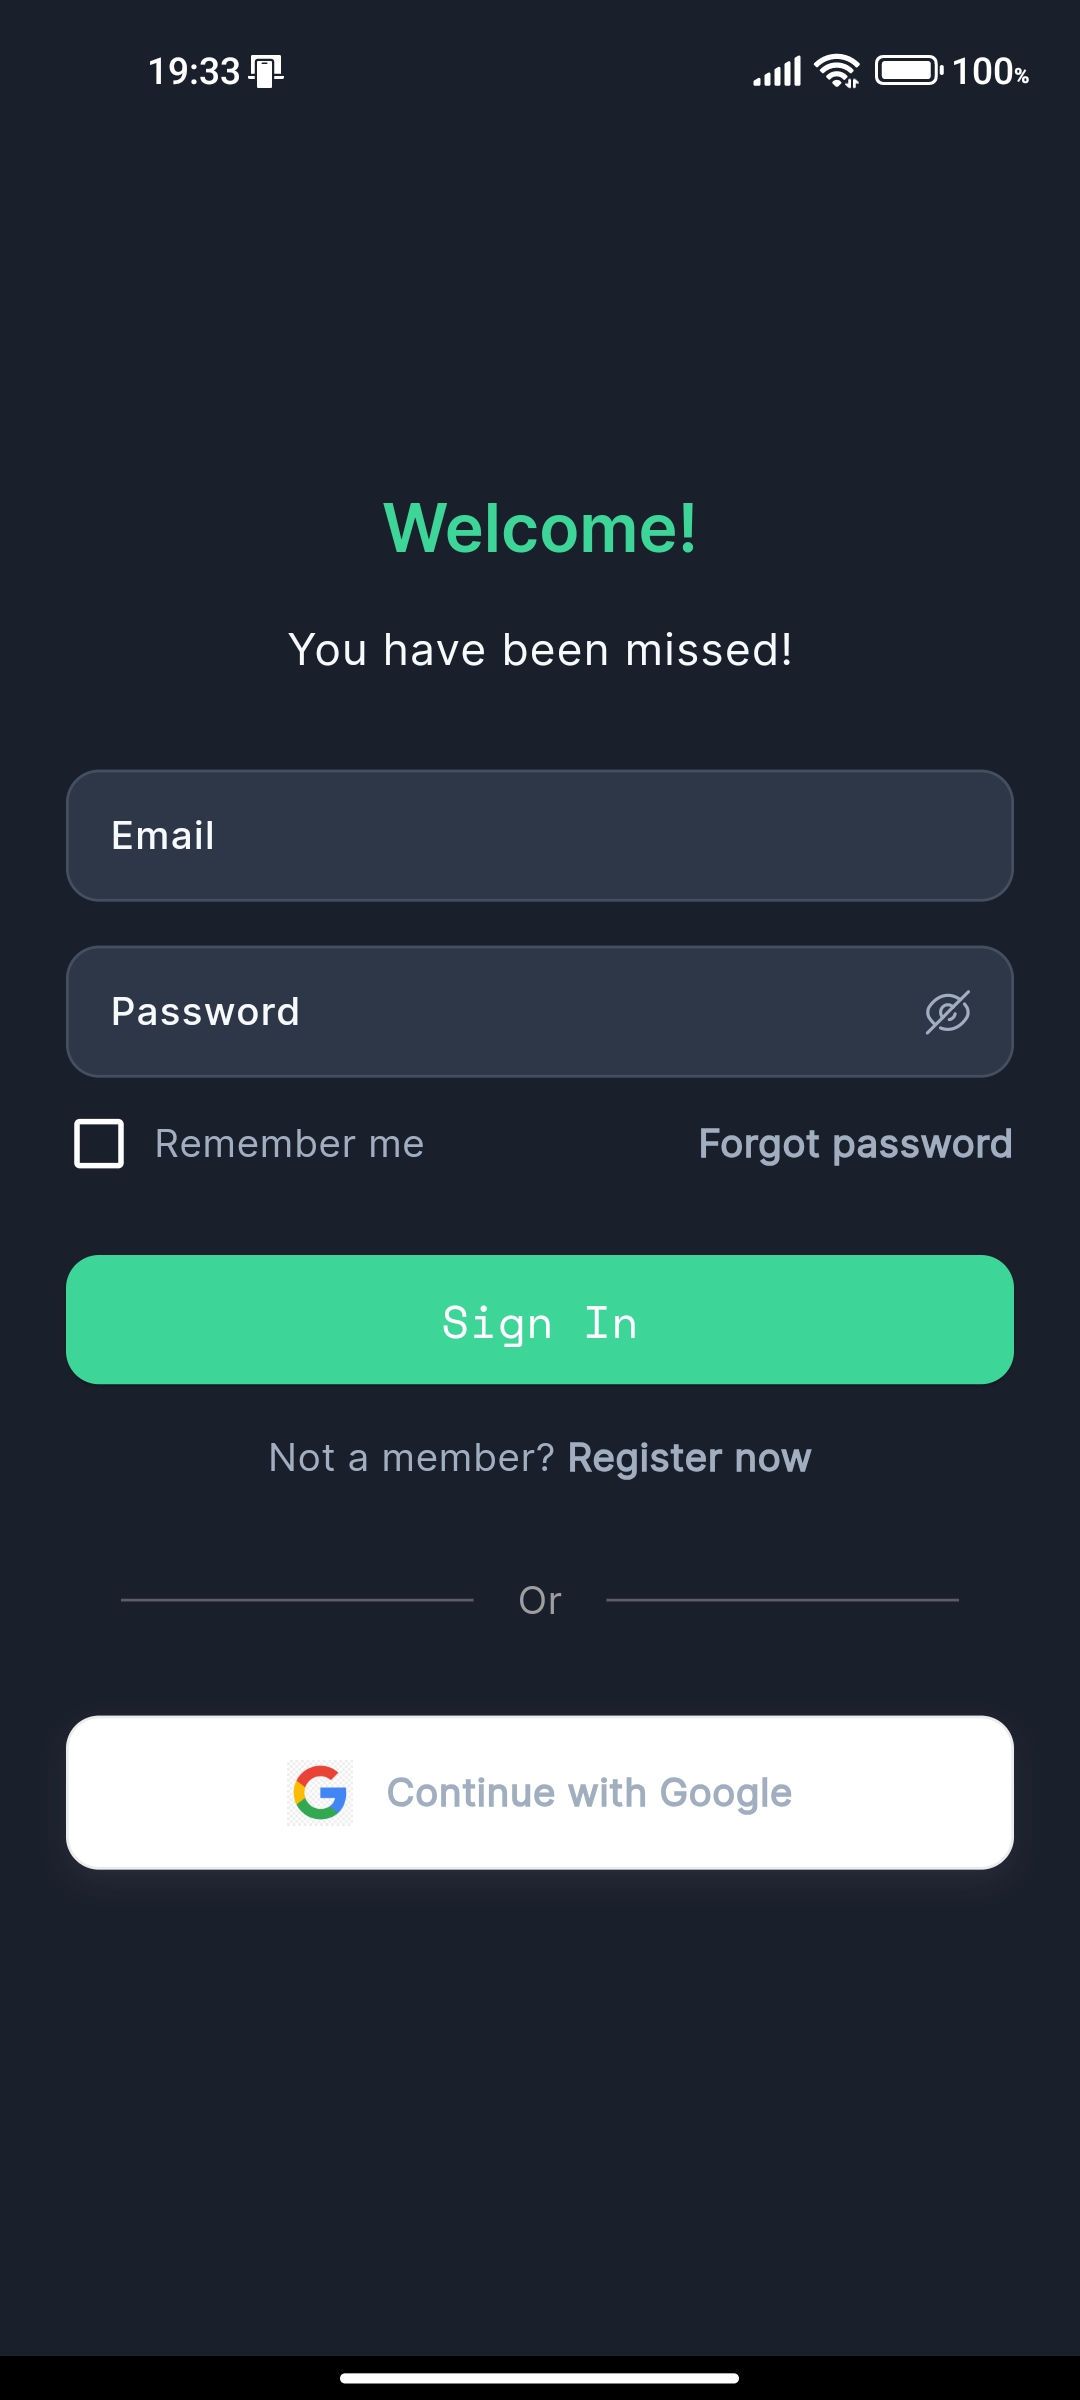 19:33 100%
Welcome!
You have been missed!
Email
Password
Remember me Forgot password
Sign In
Not a member? Register now
Or
Continue with Google